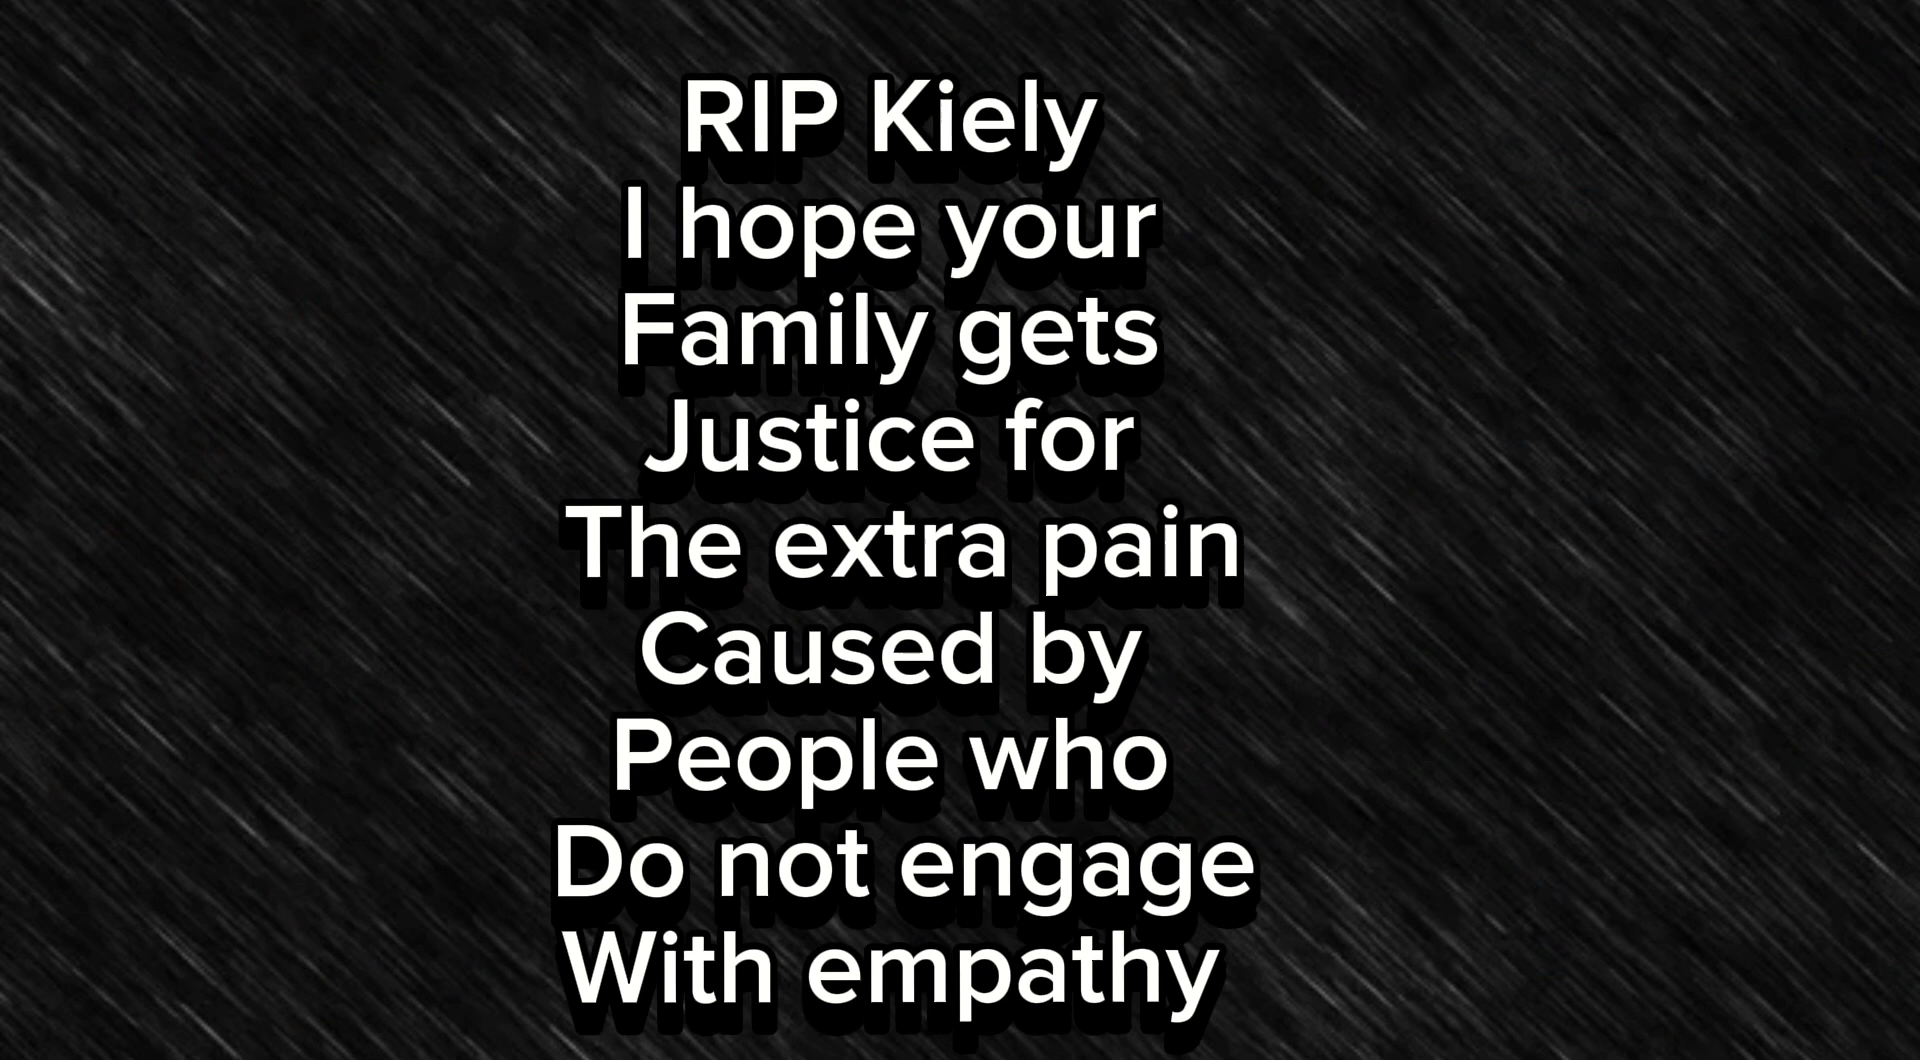 RIP Kiely
I hope your
Family gets
Justice for
The extra pain
Caused by
People who
Do not engage
With empathy